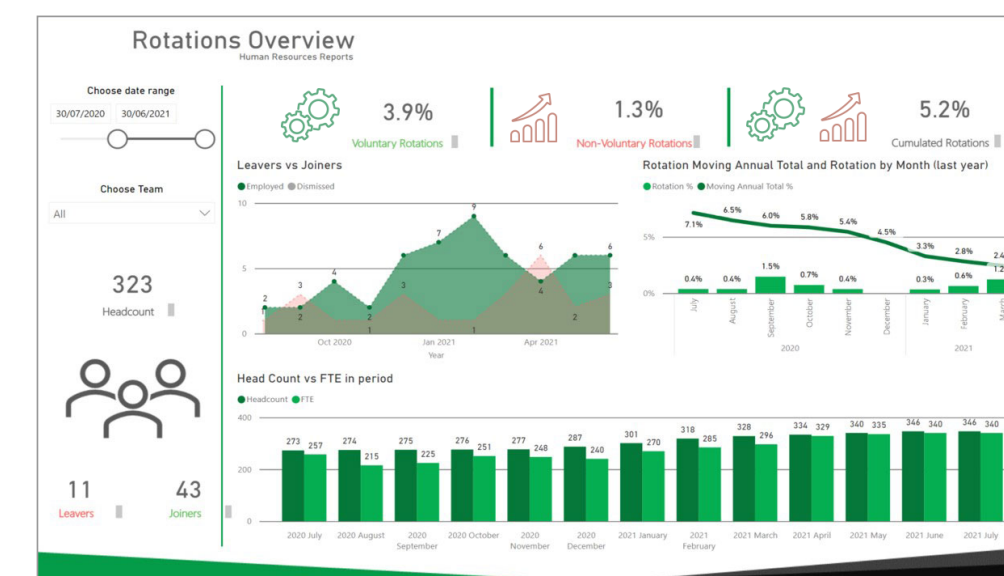 Rotations Overview
Human Resources Reports
Choose date range
30/07/2020 30/06/2021
Choose Team
All
323
Headcount
11 43
Leavers Joiners
3.9%
Voluntary Rotations
1.3%
Non-Voluntary Rotations
5.2%
Cumulated Rotations
Leavers vs Joiners
Employed Dismissed
10
5
0
2 3 2 4 2 1 3 7 9 1 6 4 2 6 3
Oct 2020 Jan 2021 Apr 2021
Year
Rotation Moving Annual Total and Rotation by Month (last year)
Rotation % Moving Annual Total %
5%
0%
7.1% 6.5% 6.0% 5.8% 5.4% 4.5% 3.3% 2.8% 2.4
0.4% 0.4% 1.5% 0.7% 0.4% 0.3% 0.6% 1.2
July August September October November December January February March
2020 2021
Head Count vs FTE in period
Headcount FTE
400
200
0
273 257 274 215 275 225 276 251 277 248 287 240 301 270 318 285 328 296 334 329 340 335 346 340 346 340
2020 July 2020 August 2020 September 2020 October 2020 November 2020 December 2021 January 2021 February 2021 March 2021 April 2021 May 2021 June 2021 July